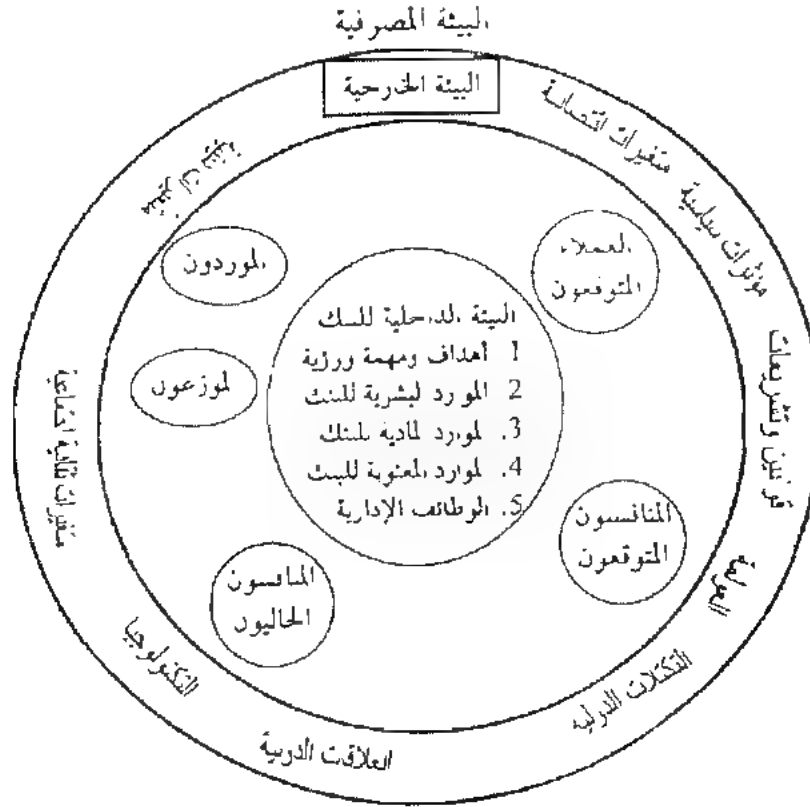 البيئة المصرفية
البيئة الخارجية
متغيرات اقتصادية
مؤثرات سياسية
قوانين وتشريعات
العولمة
التكتلات الدولية
العلاقات الدولية
التكنولوجيا
متغيرات ثقافية اجتماعية
متغيرات
العملاء
المتوقعون
الموردون
الموزعون
المنافسون
المتوقعون
المنافسون
الحاليون
البيئة الداخلية للبنك
1 أهداف ومهمة ورؤية
2 الموارد البشرية للبنك
3. الموارد المادية للبنك
4. الموارد المعنوية للبنك
5. الوظائف الإدارية